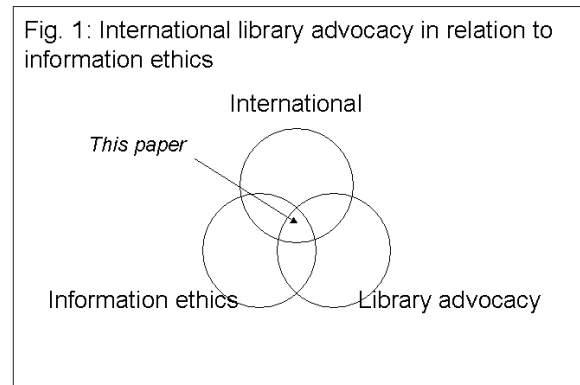 Fig. 1: International library advocacy in relation to
information ethics
International
This paper
Information ethics
Library advocacy